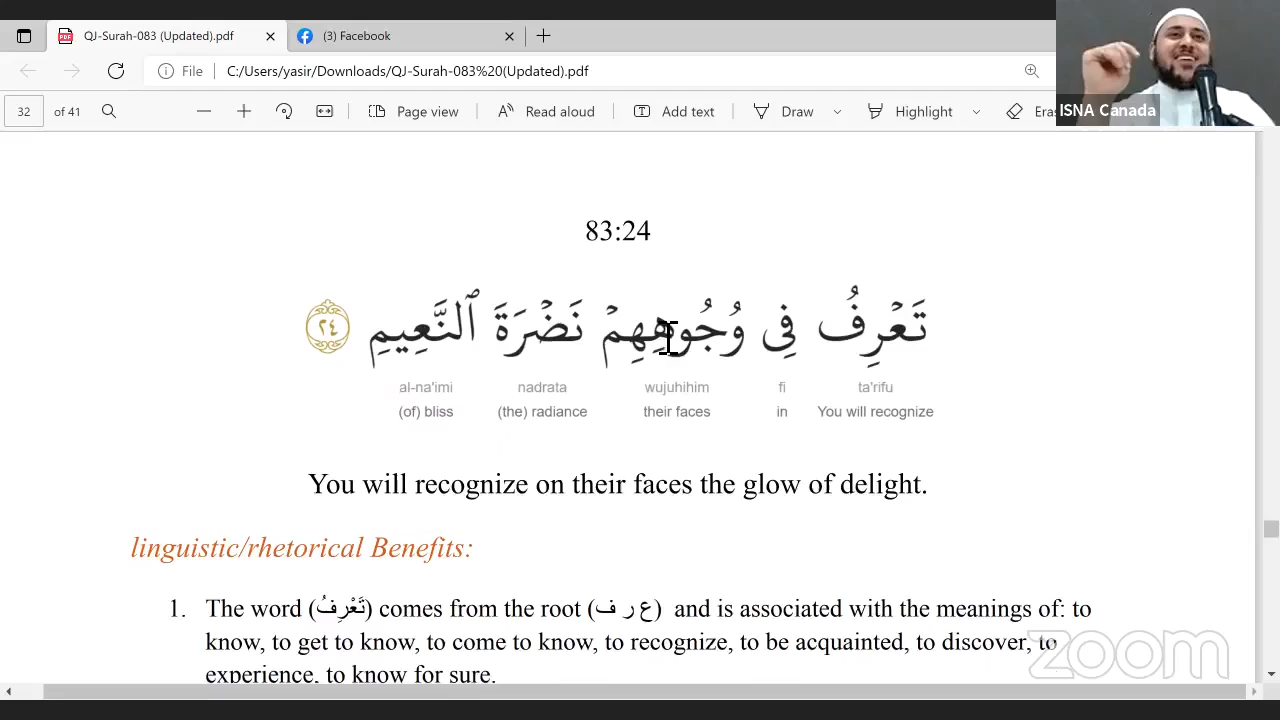 QJ-Surah-083 (Updated).pdf
(3) Facebook
File
C:/Users/yasir/Downloads/QJ-Surah-083%20(Updated).pdf
ISNA Canada
32
of 41
Page view
Read aloud
Add text
Draw
Highlight
Era
83:24
تَعۡرِفُ فِى وُجُوهِهِمۡ نَضۡرَةَ ٱلنَّعِيمِ ٢٤
al-na'imi nadrata wujuhihim fi ta'rifu
(of) bliss (the) radiance their faces in You will recognize
You will recognize on their faces the glow of delight.
linguistic/rhetorical Benefits:
1. The word (تَعْرِفُ) comes from the root (ع ر ف) and is associated with the meanings of: to
know, to get to know, to come to know, to recognize, to be acquainted, to discover, to
experience, to know for sure.
zoom